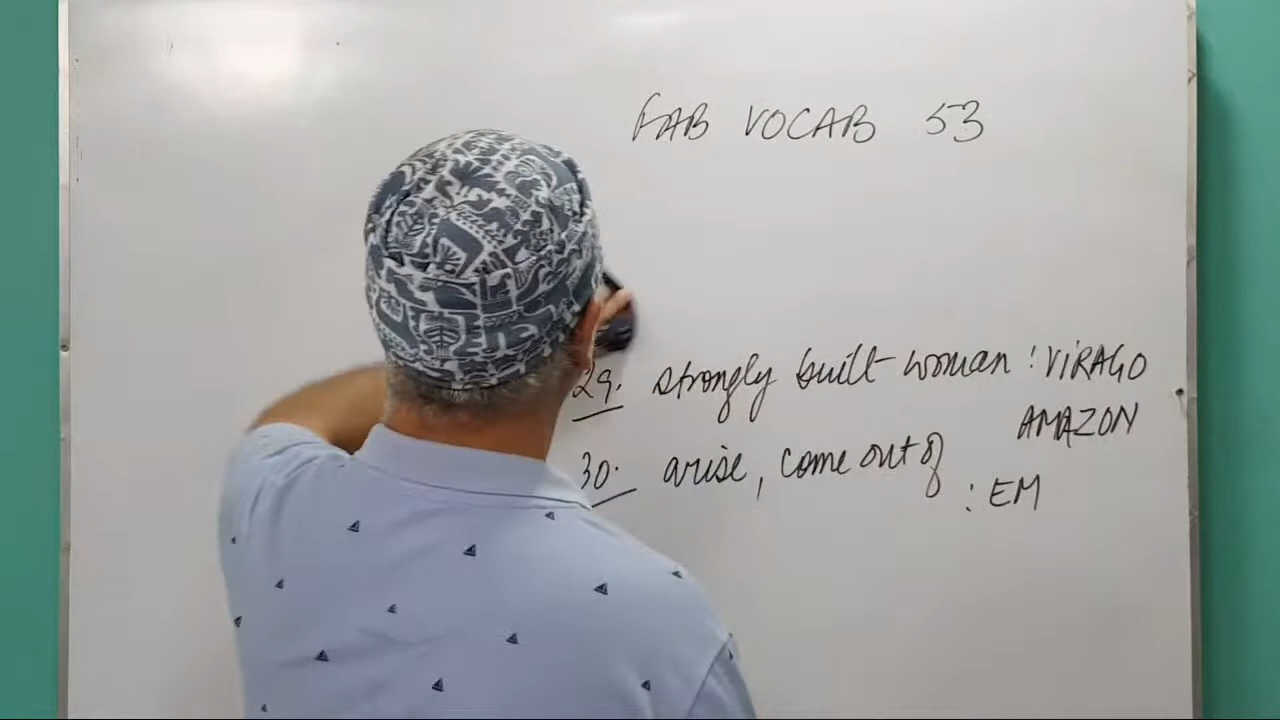 FAB VOCAB 53
29. strongly built woman : VIRAGO
AMAZON
30. arise, come out of
: EM